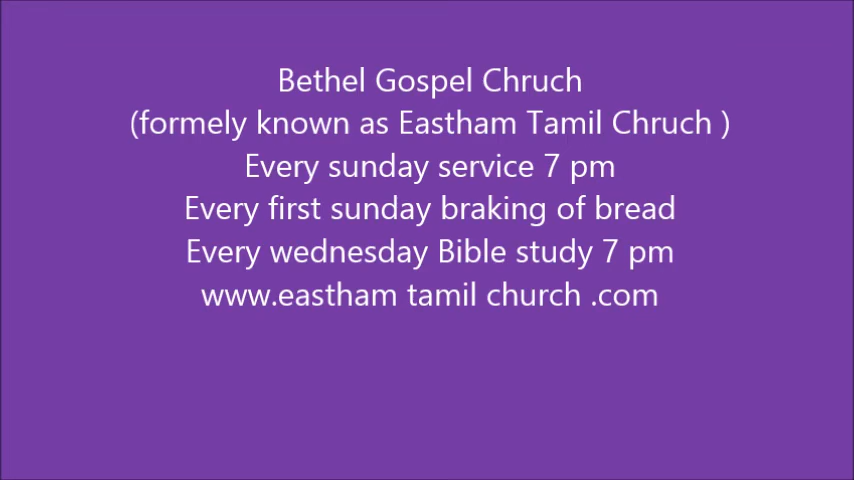 Bethel Gospel Chruch
(formely known as Eastham Tamil Chruch )
Every sunday service 7 pm
Every first sunday braking of bread
Every wednesday Bible study 7 pm
www.eastham tamil church .com